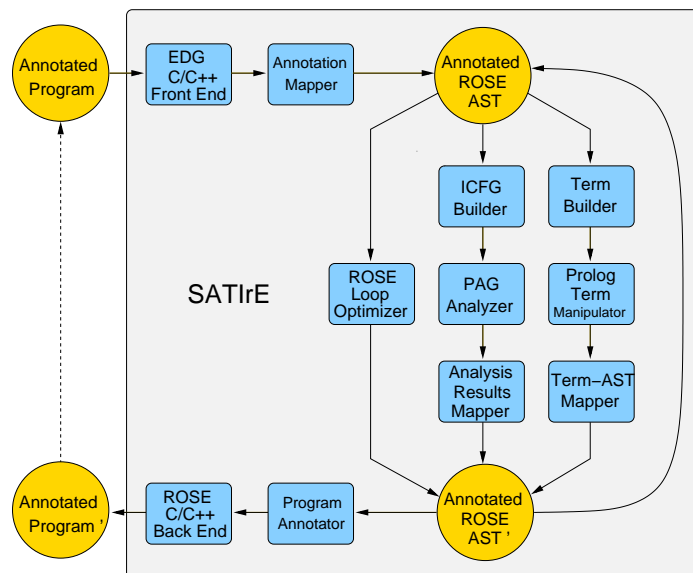 Annotated
Program
EDG
C/C++
Front End
Annotation
Mapper
Annotated
ROSE
AST
ICFG
Builder
Term
Builder
SATIrE
ROSE
Loop
Optimizer
PAG
Analyzer
Prolog
Term
Manipulator
Analysis
Results
Mapper
Term–AST
Mapper
Annotated
Program '
ROSE
C/C++
Back End
Program
Annotator
Annotated
ROSE
AST '